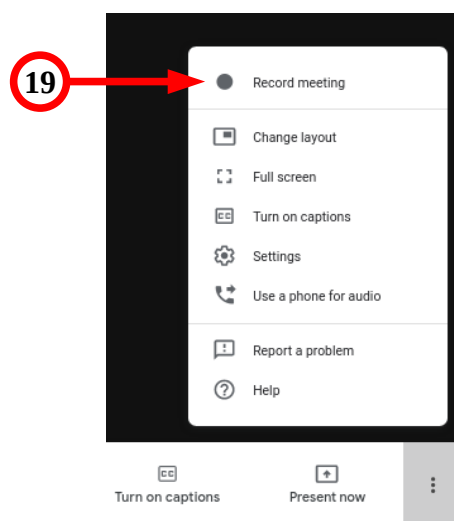 19
Record meeting
Change layout
Full screen
Turn on captions
Settings
Use a phone for audio
Report a problem
Help
Turn on captions
Present now